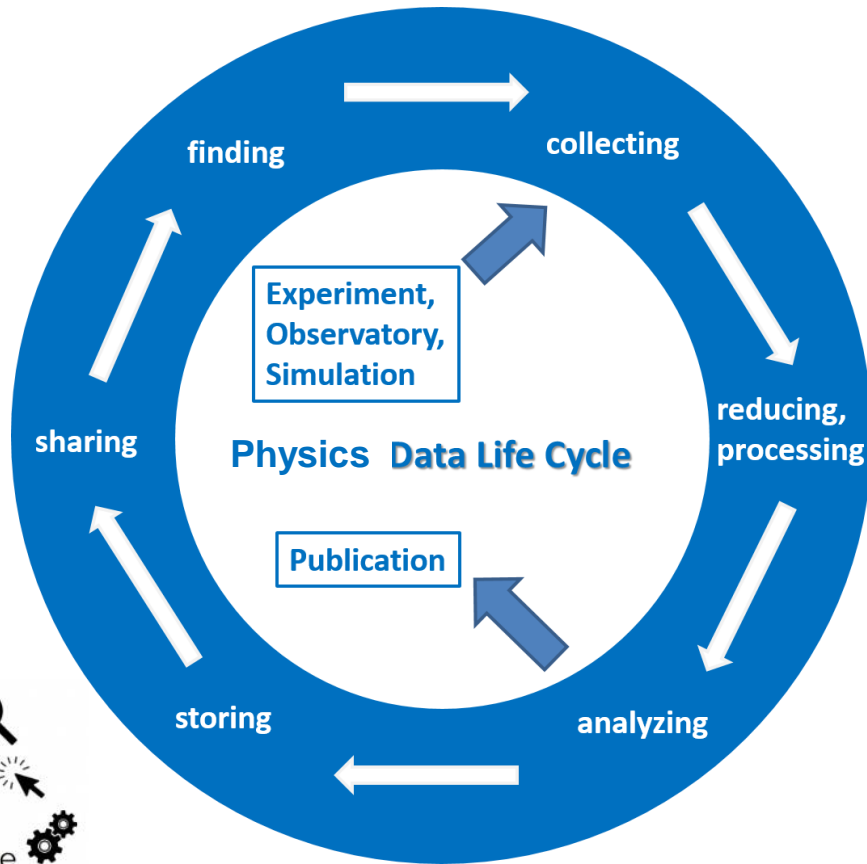 finding
collecting
Experiment,
Observatory,
Simulation
reducing,
processing
sharing
Physics Data Life Cycle
Publication
storing
analyzing
e